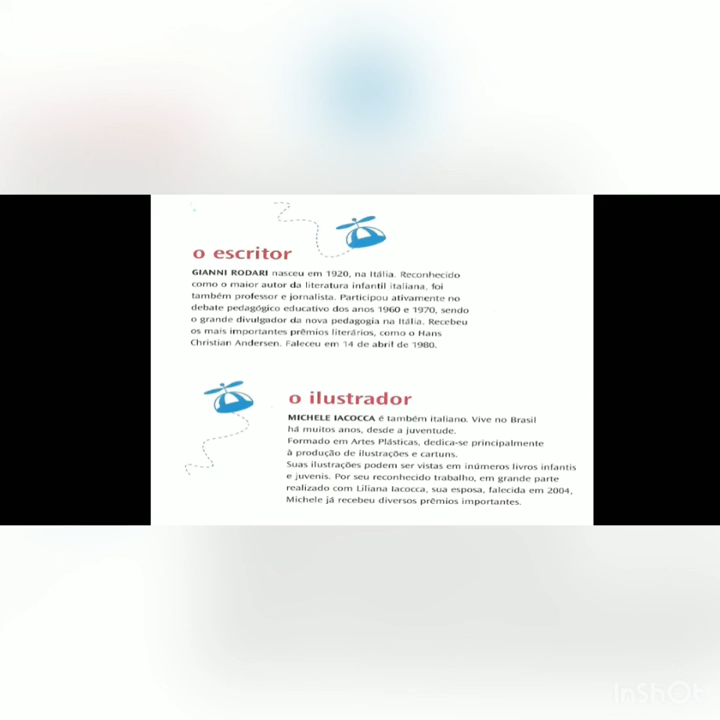 o escritor
GIANNI RODARI nasceu em 1920, na Itália. Reconhecido
como o maior autor da literatura infantil italiana, foi
também professor e jornalista. Participou ativamente no
debate pedagógico educativo dos anos 1960 e 1970, sendo
o grande divulgador da nova pedagogia na Itália. Recebeu
os mais importantes prêmios literários, como o Hans
Christian Andersen. Faleceu em 14 de abril de 1980.
o ilustrador
MICHELE IACOCCA é também italiano. Vive no Brasil
há muitos anos, desde a juventude.
Formado em Artes Plásticas, dedica-se principalmente
à produção de ilustrações e cartuns.
Suas ilustrações podem ser vistas em inúmeros livros infantis
e juvenis. Por seu reconhecido trabalho, em grande parte
realizado com Liliana Iacocca, sua esposa, falecida em 2004,
Michele já recebeu diversos prêmios importantes.
InShOt